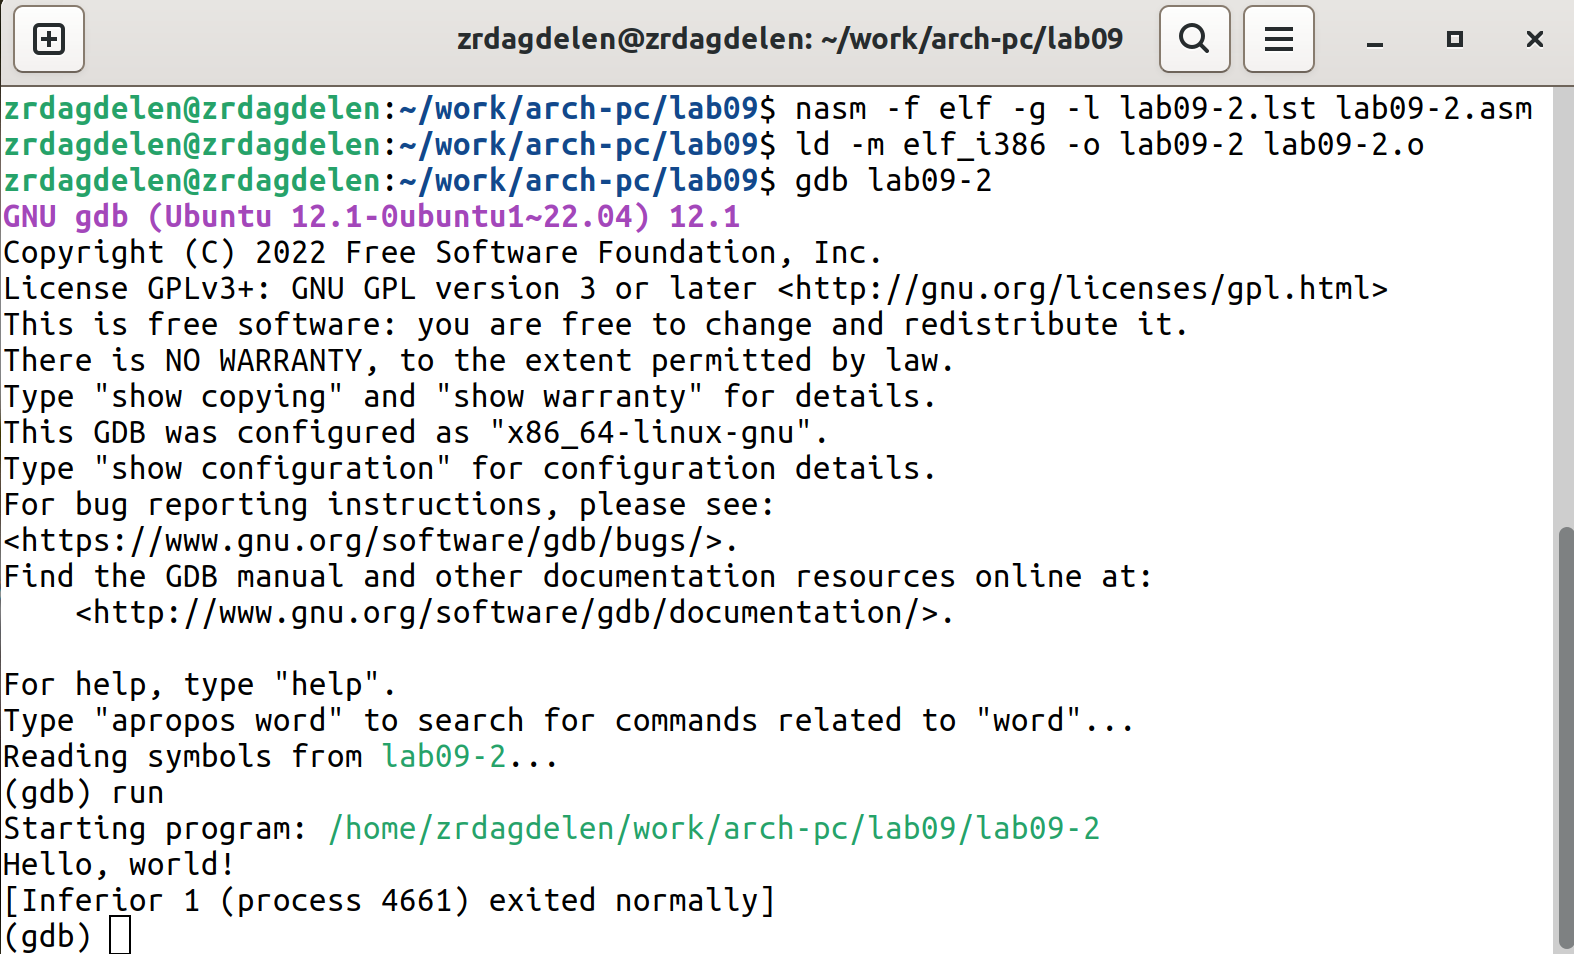 zrdagdelen@zrdagdelen: ~/work/arch-pc/lab09
zrdagdelen@zrdagdelen:~/work/arch-pc/lab09$ nasm -f elf -g -l lab09-2.lst lab09-2.asm
zrdagdelen@zrdagdelen:~/work/arch-pc/lab09$ ld -m elf_i386 -o lab09-2 lab09-2.o
zrdagdelen@zrdagdelen:~/work/arch-pc/lab09$ gdb lab09-2
GNU gdb (Ubuntu 12.1-0ubuntu1~22.04) 12.1
Copyright (C) 2022 Free Software Foundation, Inc.
License GPLv3+: GNU GPL version 3 or later <http://gnu.org/licenses/gpl.html>
This is free software: you are free to change and redistribute it.
There is NO WARRANTY, to the extent permitted by law.
Type "show copying" and "show warranty" for details.
This GDB was configured as "x86_64-linux-gnu".
Type "show configuration" for configuration details.
For bug reporting instructions, please see:
<https://www.gnu.org/software/gdb/bugs/>.
Find the GDB manual and other documentation resources online at:
    <http://www.gnu.org/software/gdb/documentation/>.

For help, type "help".
Type "apropos word" to search for commands related to "word"...
Reading symbols from lab09-2...
(gdb) run
Starting program: /home/zrdagdelen/work/arch-pc/lab09/lab09-2
Hello, world!
[Inferior 1 (process 4661) exited normally]
(gdb)